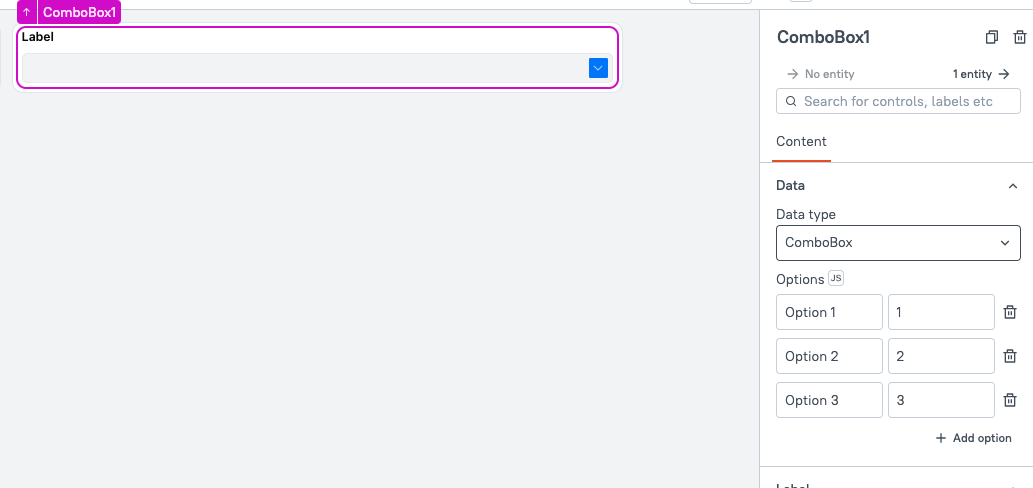 ComboBox1
Label
ComboBox1
No entity
1 entity
Search for controls, labels etc
Content
Data
Data type
ComboBox
Options JS
Option 1 1
Option 2 2
Option 3 3
Add option
Label